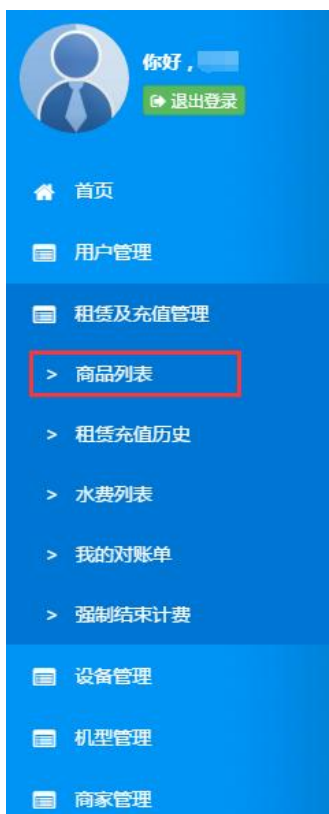 你好，
退出登录
首页
用户管理
租赁及充值管理
> 商品列表
> 租赁充值历史
> 水费列表
> 我的对账单
> 强制结束计费
设备管理
机型管理
商家管理